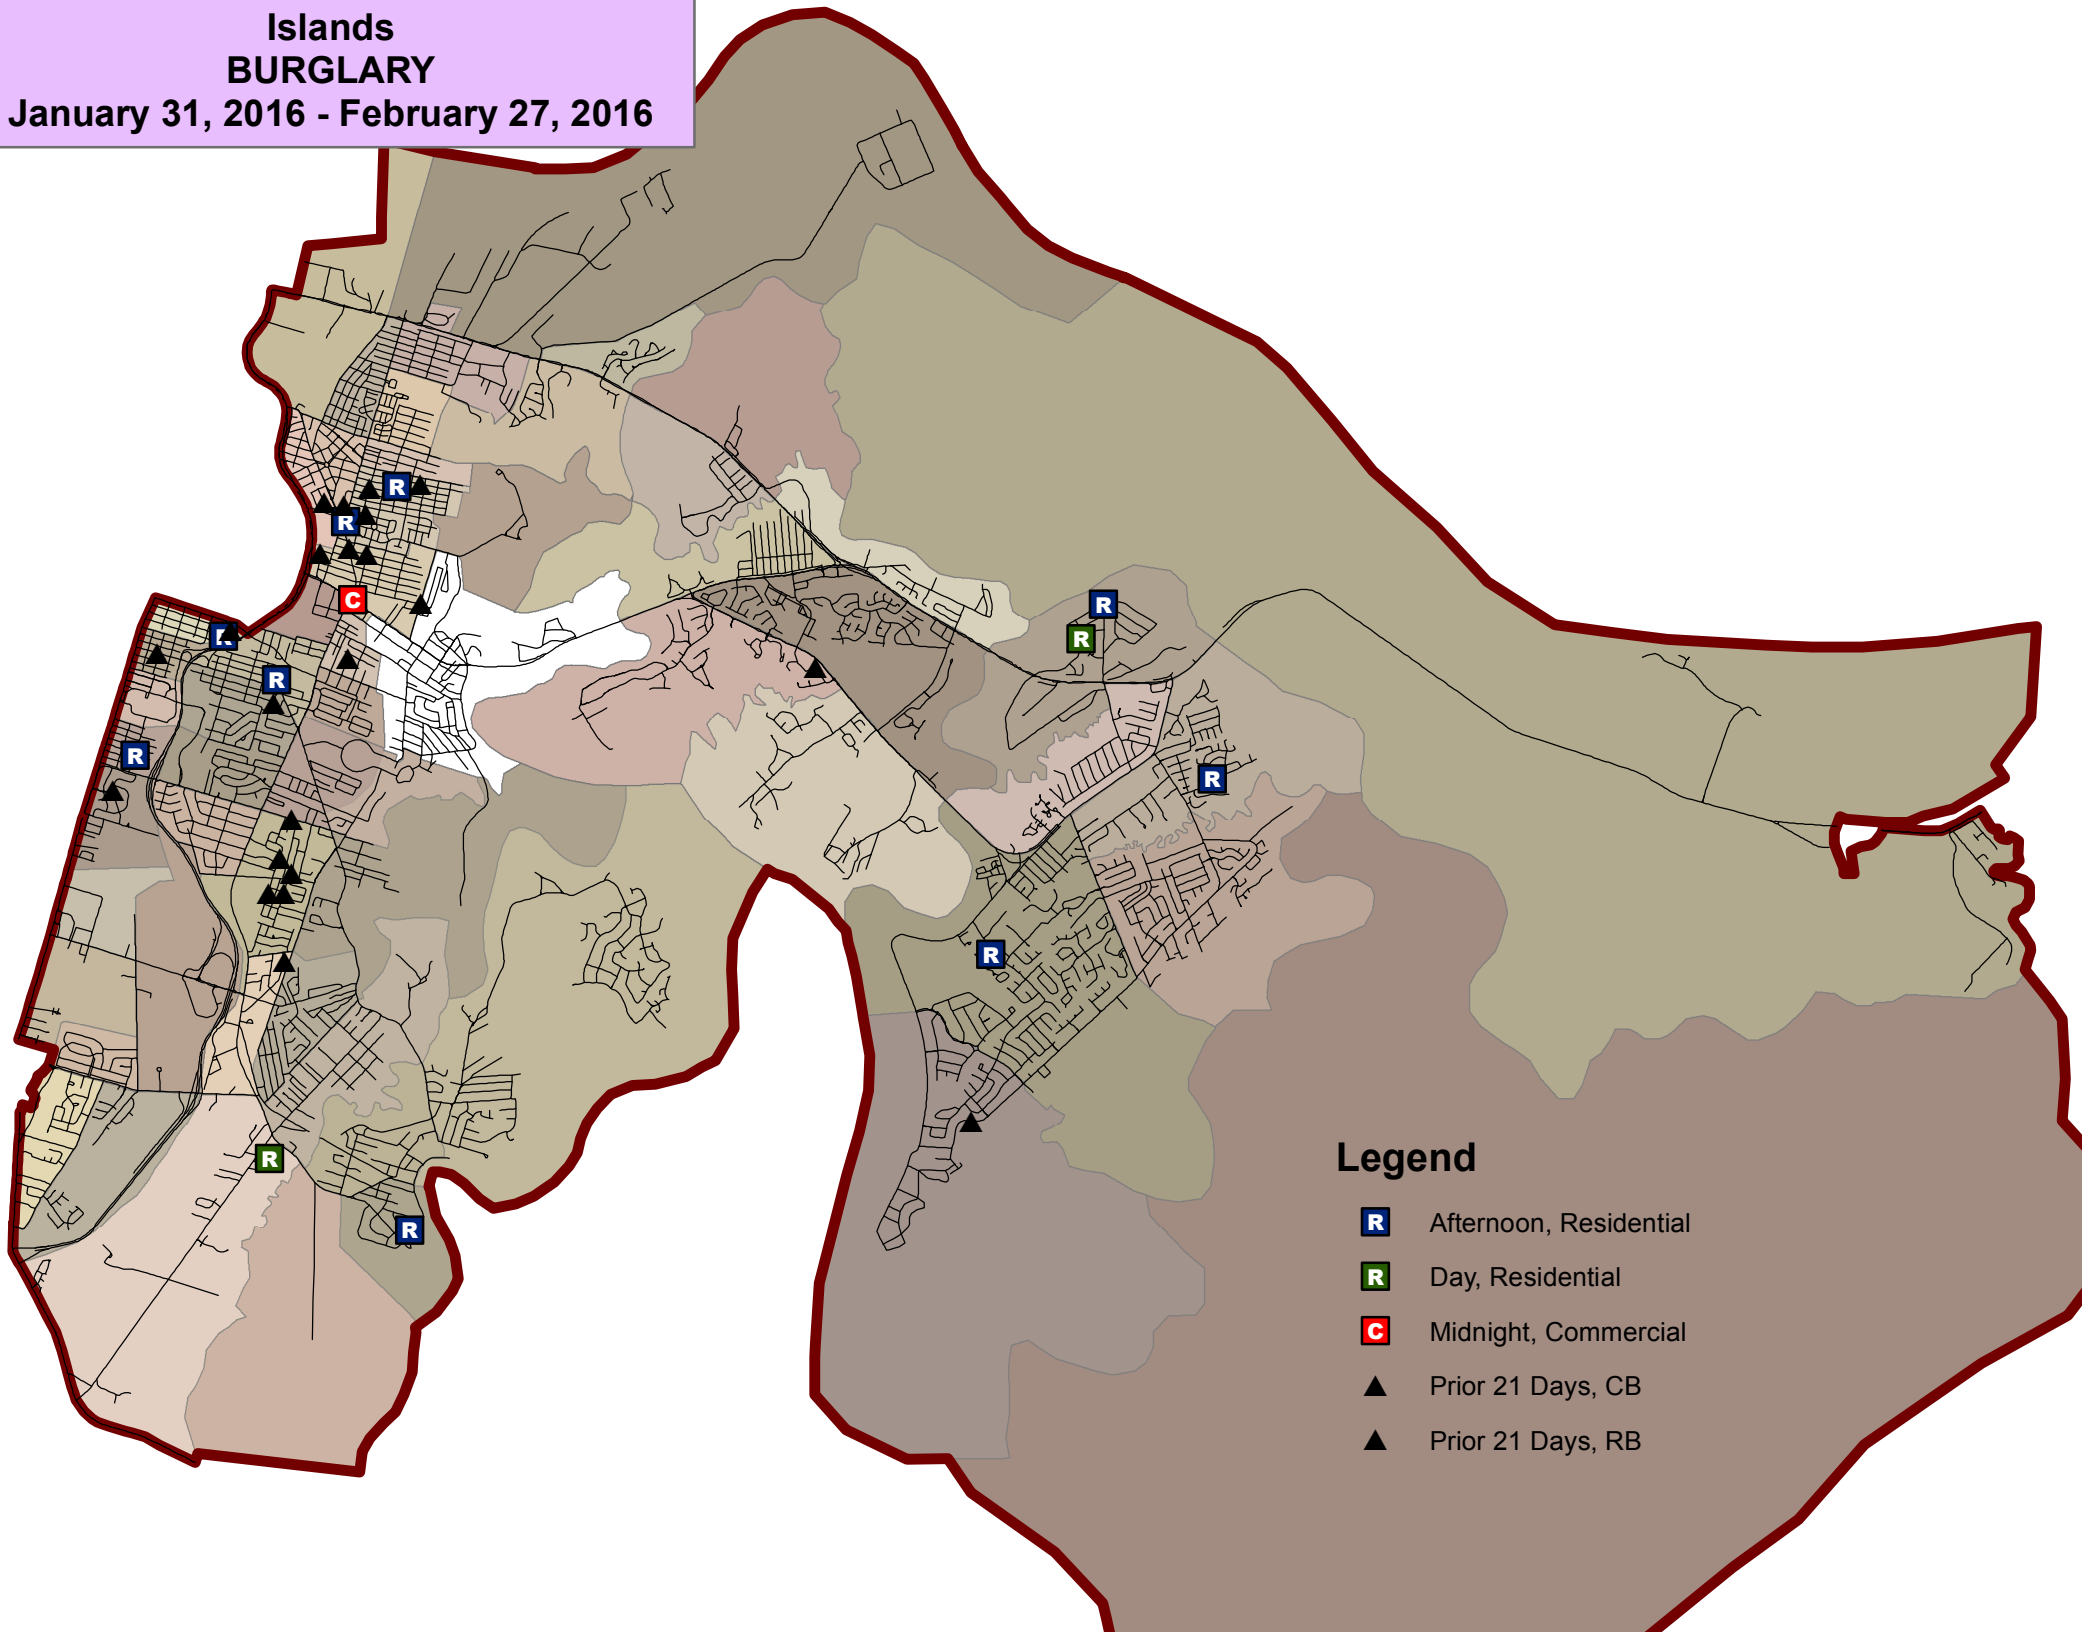 Islands
BURGLARY
January 31, 2016 - February 27, 2016
R
R
C
R
R
R
R
R
R
R
R
R
R
Legend
R Afternoon, Residential
R Day, Residential
C Midnight, Commercial
Prior 21 Days, CB
Prior 21 Days, RB